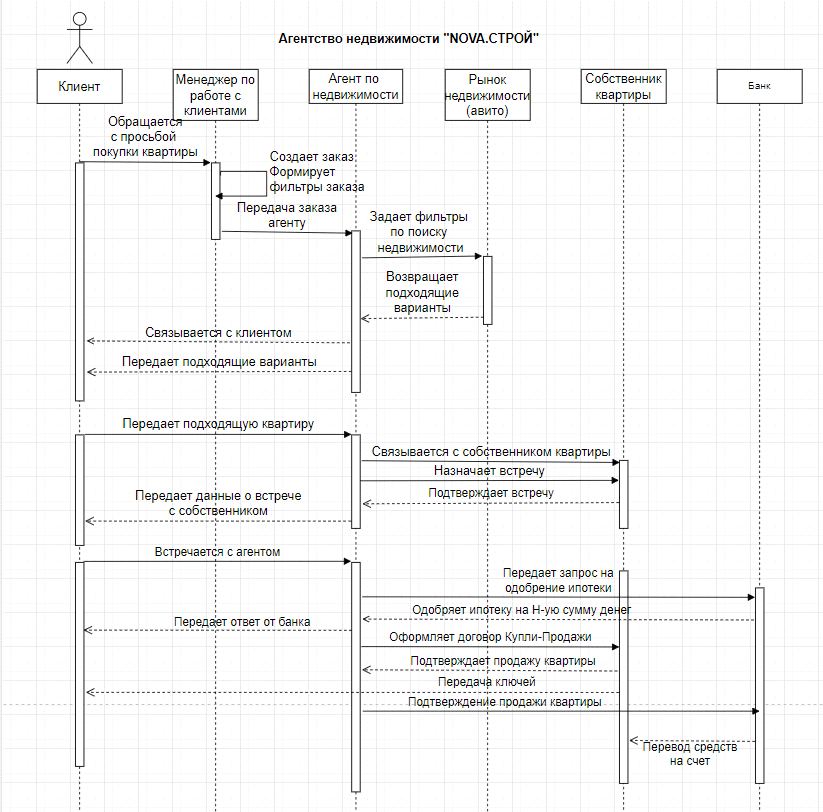 Агентство недвижимости "NOVA.СТРОЙ"
Клиент
Менеджер по
работе с
клиентами
Агент по
недвижимости
Рынок
недвижимости
(авито)
Собственник
квартиры
Банк
Обращается
с просьбой
покупки квартиры
Создает заказ
Формирует
фильтры заказа
Передача заказа
агенту
Задает фильтры
по поиску
недвижимости
Возвращает
подходящие
варианты
Связывается с клиентом
Передает подходящие варианты
Передает подходящую квартиру
Связывается с собственником квартиры
Назначает встречу
Подтверждает встречу
Передает данные о встрече
с собственником
Встречается с агентом
Передает запрос на
одобрение ипотеки
Одобряет ипотеку на Н-ую сумму денег
Передает ответ от банка
Оформляет договор Купли-Продажи
Подтверждает продажу квартиры
Передача ключей
Подтверждение продажи квартиры
Перевод средств
на счет